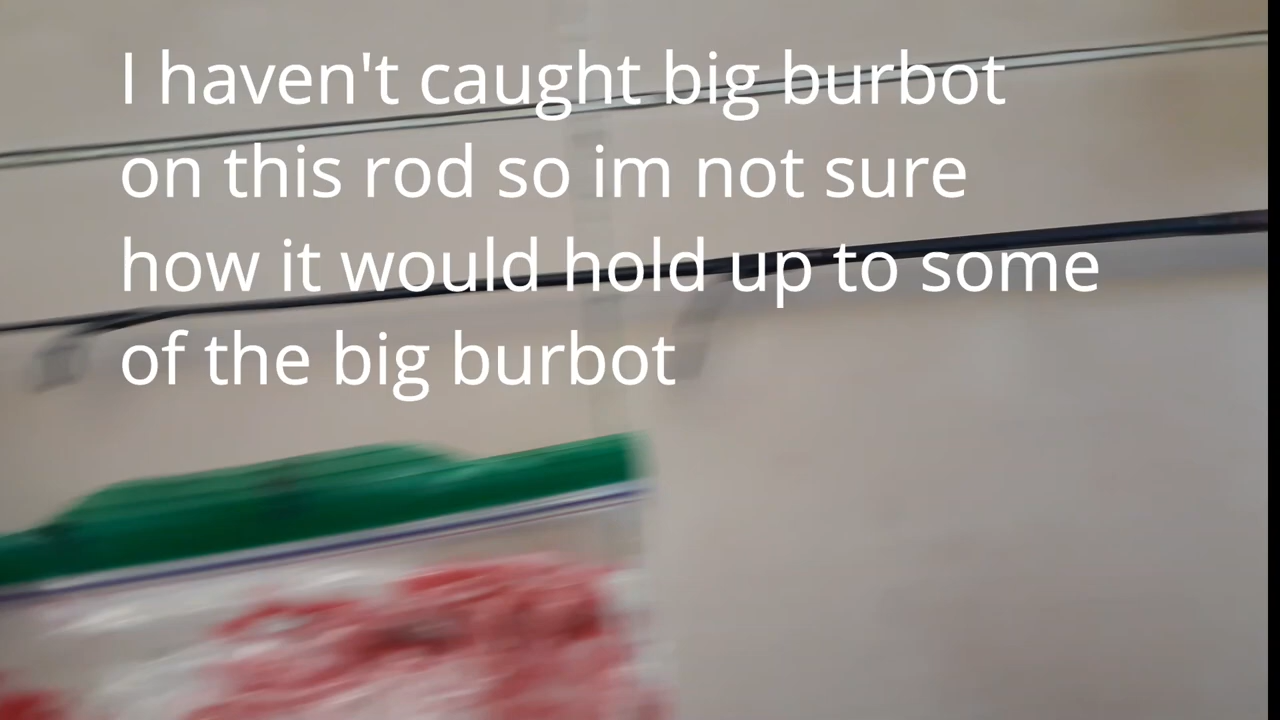 I haven't caught big burbot
on this rod so im not sure
how it would hold up to some
of the big burbot